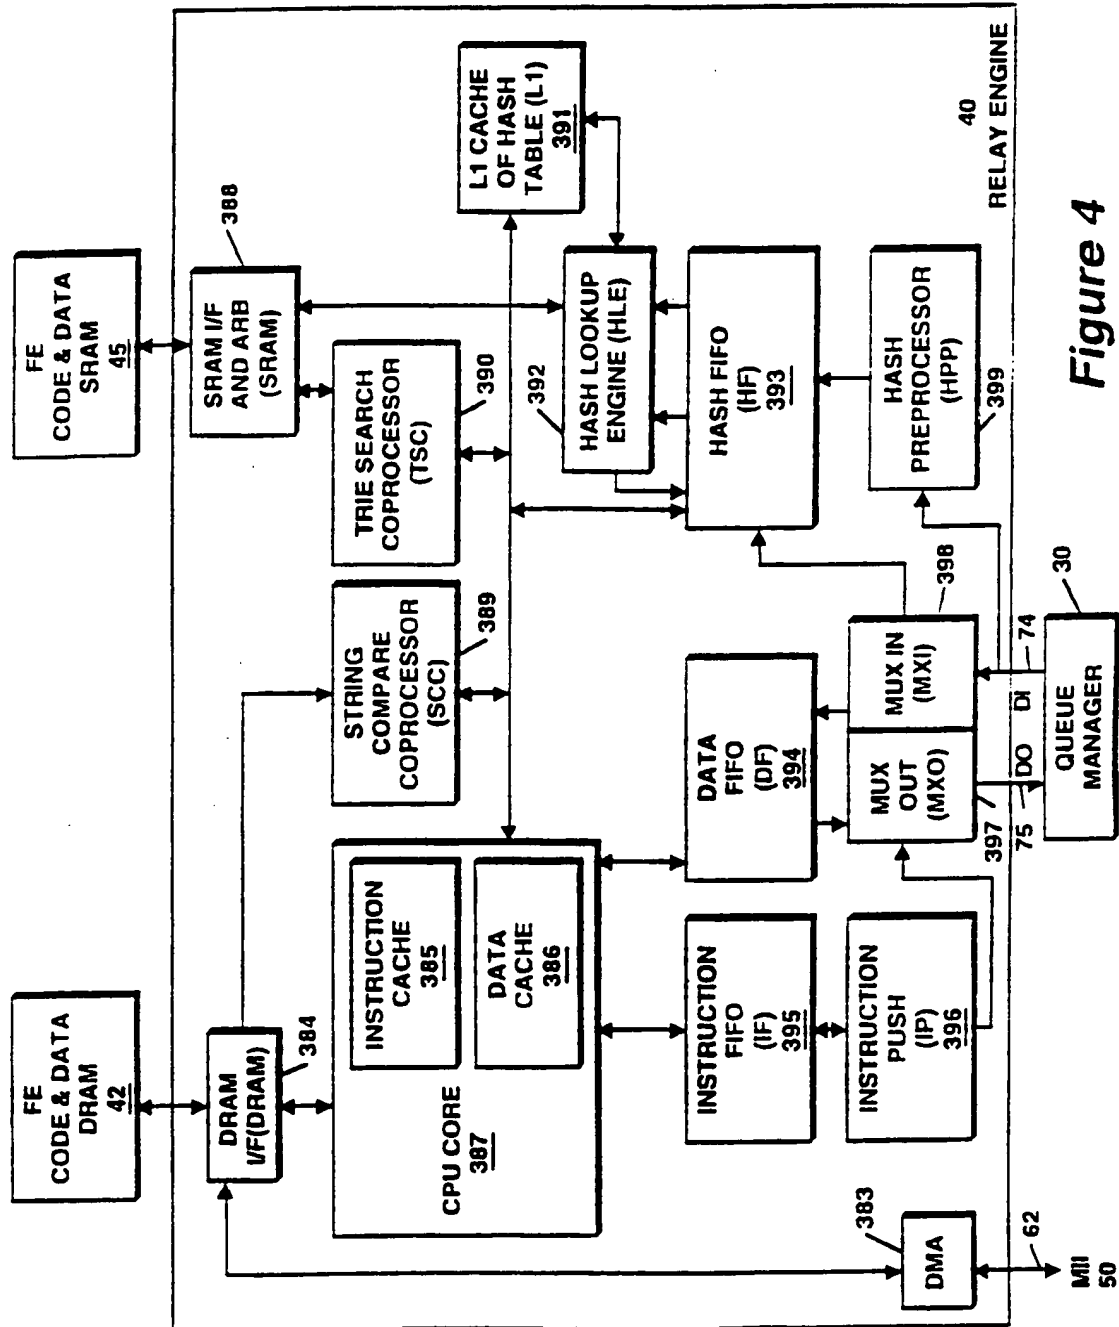 FE
CODE & DATA
DRAM
42
FE
CODE & DATA
SRAM
45
DRAM
I/F(DRAM)
384
SRAM I/F
AND ARB
(SRAM)
388
CPU CORE
387
INSTRUCTION
CACHE
385
DATA
CACHE
386
STRING
COMPARE
COPROCESSOR
(SCC)
389
TRIE SEARCH
COPROCESSOR
(TSC)
390
L1 CACHE
OF HASH
TABLE (L1)
391
392
HASH LOOKUP
ENGINE (HLE)
INSTRUCTION
FIFO
(IF)
395
DATA
FIFO
(DF)
394
HASH FIFO
(HF)
393
383
DMA
INSTRUCTION
PUSH
(IP)
396
MUX
OUT
(MXO)
397
MUX IN
(MXI)
398
HASH
PREPROCESSOR
(HPP)
399
40
RELAY ENGINE
62
MII
50
75
DO
DI
74
QUEUE
MANAGER
30
Figure 4